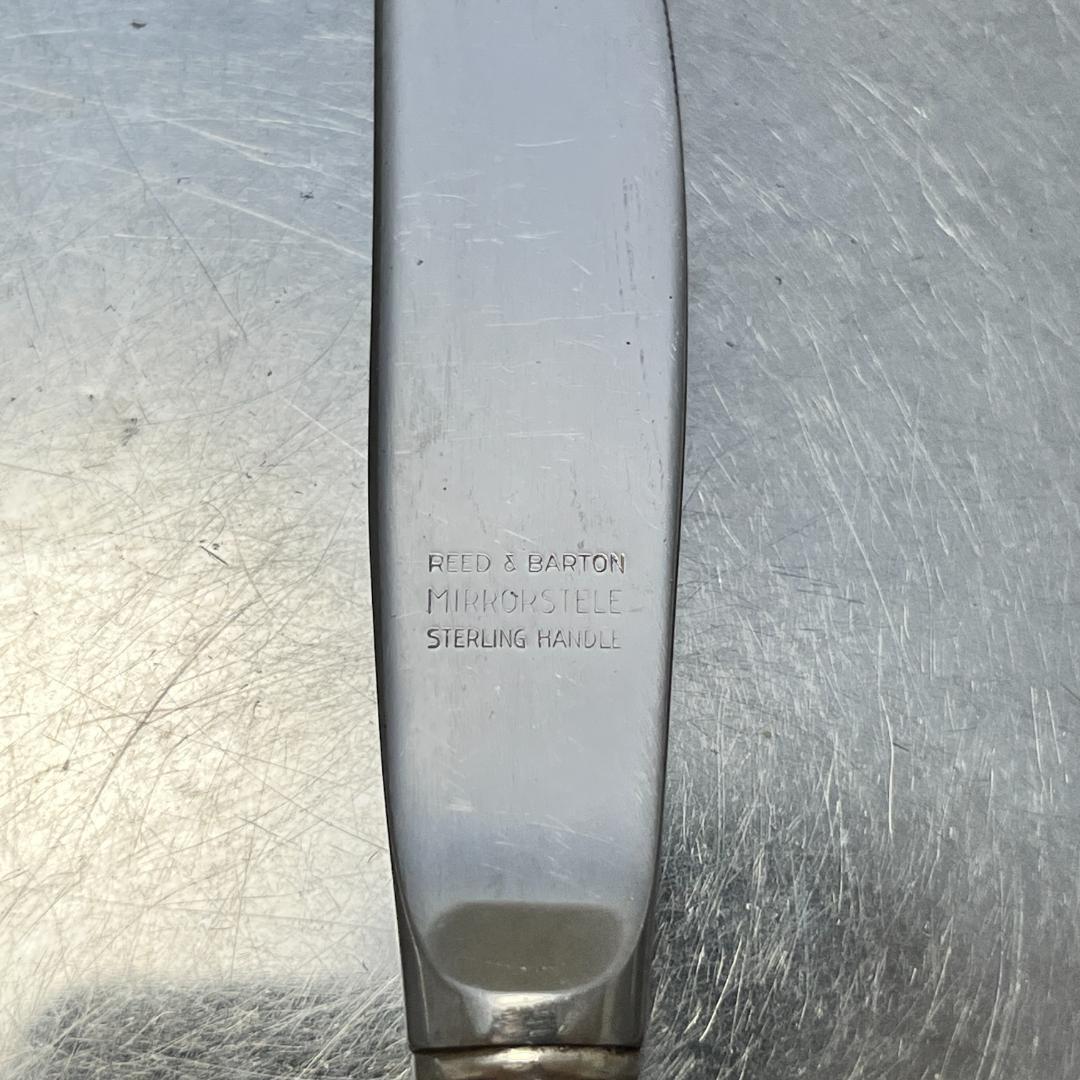 REED & BARTON
MIRRORSTELE
STERLING HANDLE